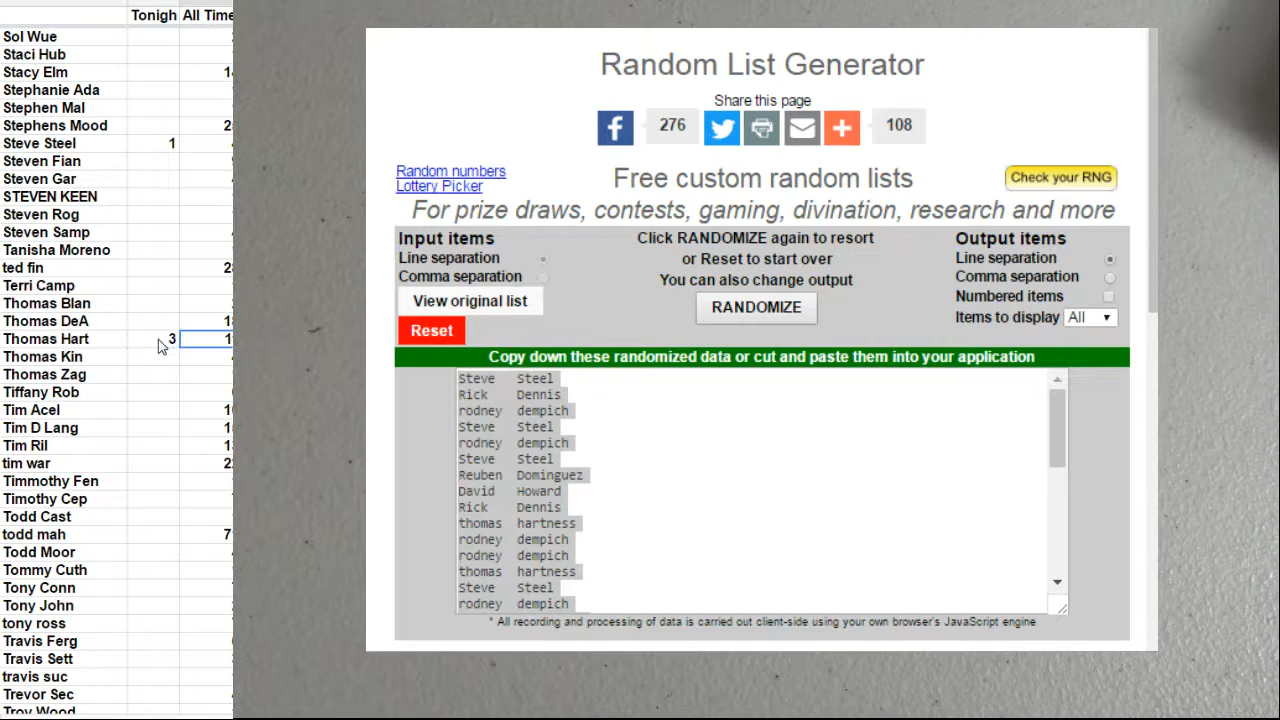 Tonigh All Time
Sol Wue
Staci Hub
Stacy Elm
Stephanie Ada
Stephen Mal
Stephens Mood
Steve Steel 1
Steven Fian
Steven Gar
STEVEN KEEN
Steven Rog
Steven Samp
Tanisha Moreno
ted fin
Terri Camp
Thomas Blan
Thomas DeA
Thomas Hart 3
Thomas Kin
Thomas Zag
Tiffany Rob
Tim Acel
Tim D Lang
Tim Ril
tim war
Timmothy Fen
Timothy Cep
Todd Cast
todd mah
Todd Moor
Tommy Cuth
Tony Conn
Tony John
tony ross
Travis Ferg
Travis Sett
travis suc
Trevor Sec
Troy Wood
Random List Generator
Share this page
276 108
Random numbers
Lottery Picker
Free custom random lists
Check your RNG
For prize draws, contests, gaming, divination, research and more
Input items
Line separation
Comma separation
View original list
Reset
Click RANDOMIZE again to resort
or Reset to start over
You can also change output
RANDOMIZE
Output items
Line separation
Comma separation
Numbered items
Items to display All
Copy down these randomized data or cut and paste them into your application
Steve Steel
Rick Dennis
rodney dempich
Steve Steel
rodney dempich
Steve Steel
Reuben Dominguez
David Howard
Rick Dennis
thomas hartness
rodney dempich
rodney dempich
thomas hartness
Steve Steel
rodney dempich
* All recording and processing of data is carried out client-side using your own browser's JavaScript engine